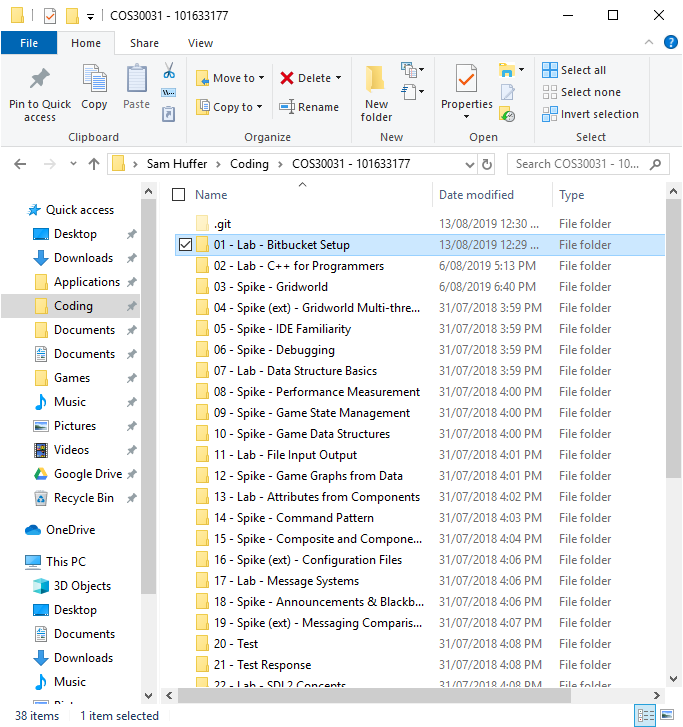 COS30031 - 101633177
File Home Share View
Pin to Quick access
Copy
Paste
Move to
Copy to
Delete
Rename
New folder
Properties
Select all
Select none
Invert selection
Clipboard Organize New Open Select
Sam Huffer Coding COS30031 - 101633177 Search COS30031 - 10...
Name Date modified Type
Quick access
Desktop
Downloads
Applications
Coding
Documents
Documents
Games
Music
Pictures
Videos
Google Drive
Recycle Bin
OneDrive
This PC
3D Objects
Desktop
Documents
Downloads
Music
.git 13/08/2019 12:30 ... File folder
01 - Lab - Bitbucket Setup 13/08/2019 12:29 ... File folder
02 - Lab - C++ for Programmers 6/08/2019 5:13 PM File folder
03 - Spike - Gridworld 6/08/2019 6:40 PM File folder
04 - Spike (ext) - Gridworld Multi-thre... 31/07/2018 3:59 PM File folder
05 - Spike - IDE Familiarity 31/07/2018 3:59 PM File folder
06 - Spike - Debugging 31/07/2018 3:59 PM File folder
07 - Lab - Data Structure Basics 31/07/2018 3:59 PM File folder
08 - Spike - Performance Measurement 31/07/2018 4:00 PM File folder
09 - Spike - Game State Management 31/07/2018 4:00 PM File folder
10 - Spike - Game Data Structures 31/07/2018 4:00 PM File folder
11 - Lab - File Input Output 31/07/2018 4:01 PM File folder
12 - Spike - Game Graphs from Data 31/07/2018 4:01 PM File folder
13 - Lab - Attributes from Components 31/07/2018 4:02 PM File folder
14 - Spike - Command Pattern 31/07/2018 4:03 PM File folder
15 - Spike - Composite and Compone... 31/07/2018 4:04 PM File folder
16 - Spike (ext) - Configuration Files 31/07/2018 4:06 PM File folder
17 - Lab - Message Systems 31/07/2018 4:06 PM File folder
18 - Spike - Announcements & Blackb... 31/07/2018 4:06 PM File folder
19 - Spike (ext) - Messaging Comparis... 31/07/2018 4:07 PM File folder
20 - Test 31/07/2018 4:08 PM File folder
21 - Test Response 31/07/2018 4:08 PM File folder
22 - Lab - SDL2 Concepts 31/07/2018 4:08 PM File folder
38 items 1 item selected